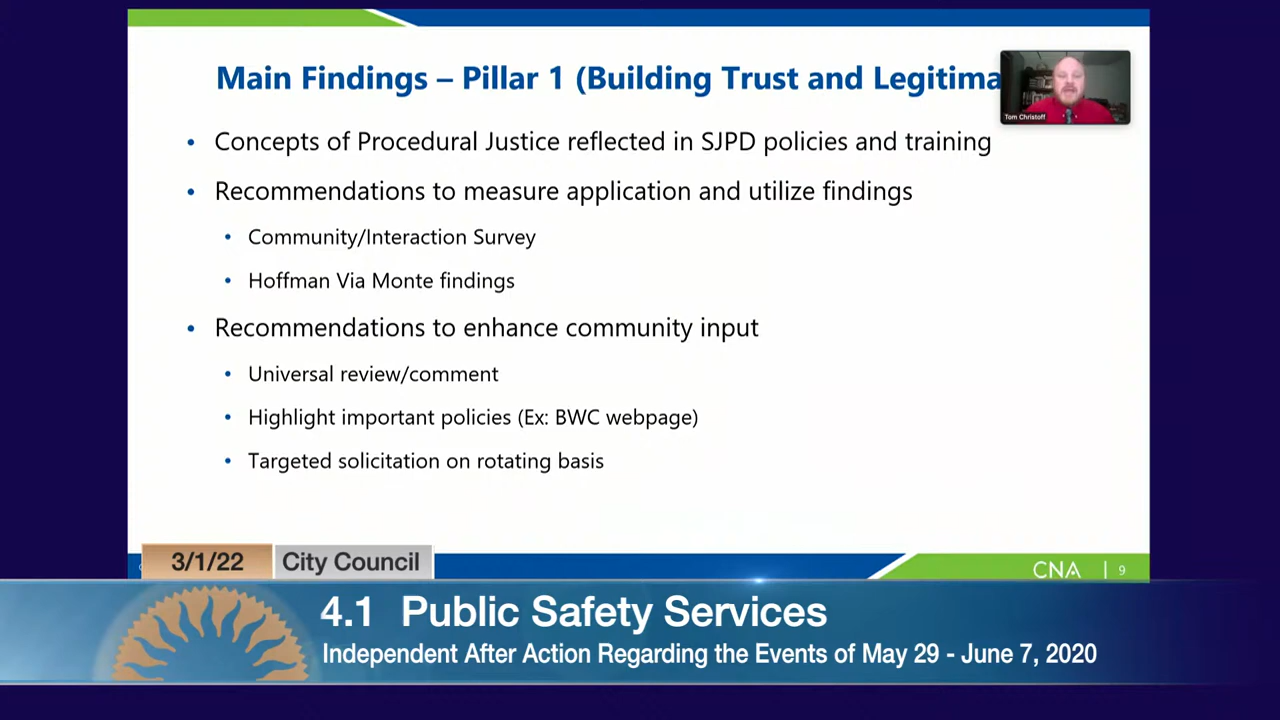 Main Findings – Pillar 1 (Building Trust and Legitima
Tom Christoff
• Concepts of Procedural Justice reflected in SJPD policies and training
• Recommendations to measure application and utilize findings
• Community/Interaction Survey
• Hoffman Via Monte findings
• Recommendations to enhance community input
• Universal review/comment
• Highlight important policies (Ex: BWC webpage)
• Targeted solicitation on rotating basis
3/1/22 City Council
CNA | 9
4.1 Public Safety Services
Independent After Action Regarding the Events of May 29 - June 7, 2020